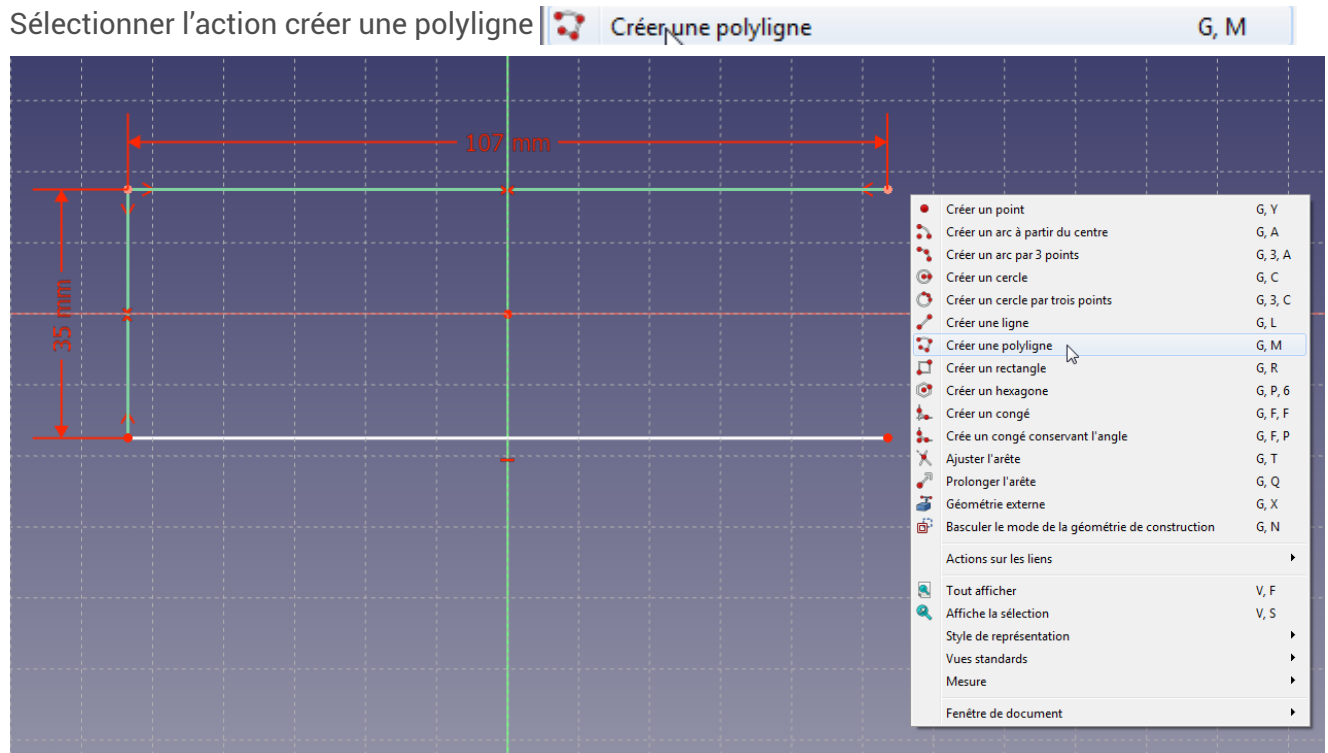 Sélectionner l'action créer une polyligne Créer une polyligne G, M
107 mm
35 mm
Créer un point G, Y
Créer un arc à partir du centre G, A
Créer un arc par 3 points G, 3, A
Créer un cercle G, C
Créer un cercle par trois points G, 3, C
Créer une ligne G, L
Créer une polyligne G, M
Créer un rectangle G, R
Créer un hexagone G, P, 6
Créer un congé G, F, F
Crée un congé conservant l'angle G, F, P
Ajuster l'arête G, T
Prolonger l'arête G, Q
Géométrie externe G, X
Basculer le mode de la géométrie de construction G, N
Actions sur les liens
Tout afficher V, F
Affiche la sélection V, S
Style de représentation
Vues standards
Mesure
Fenêtre de document